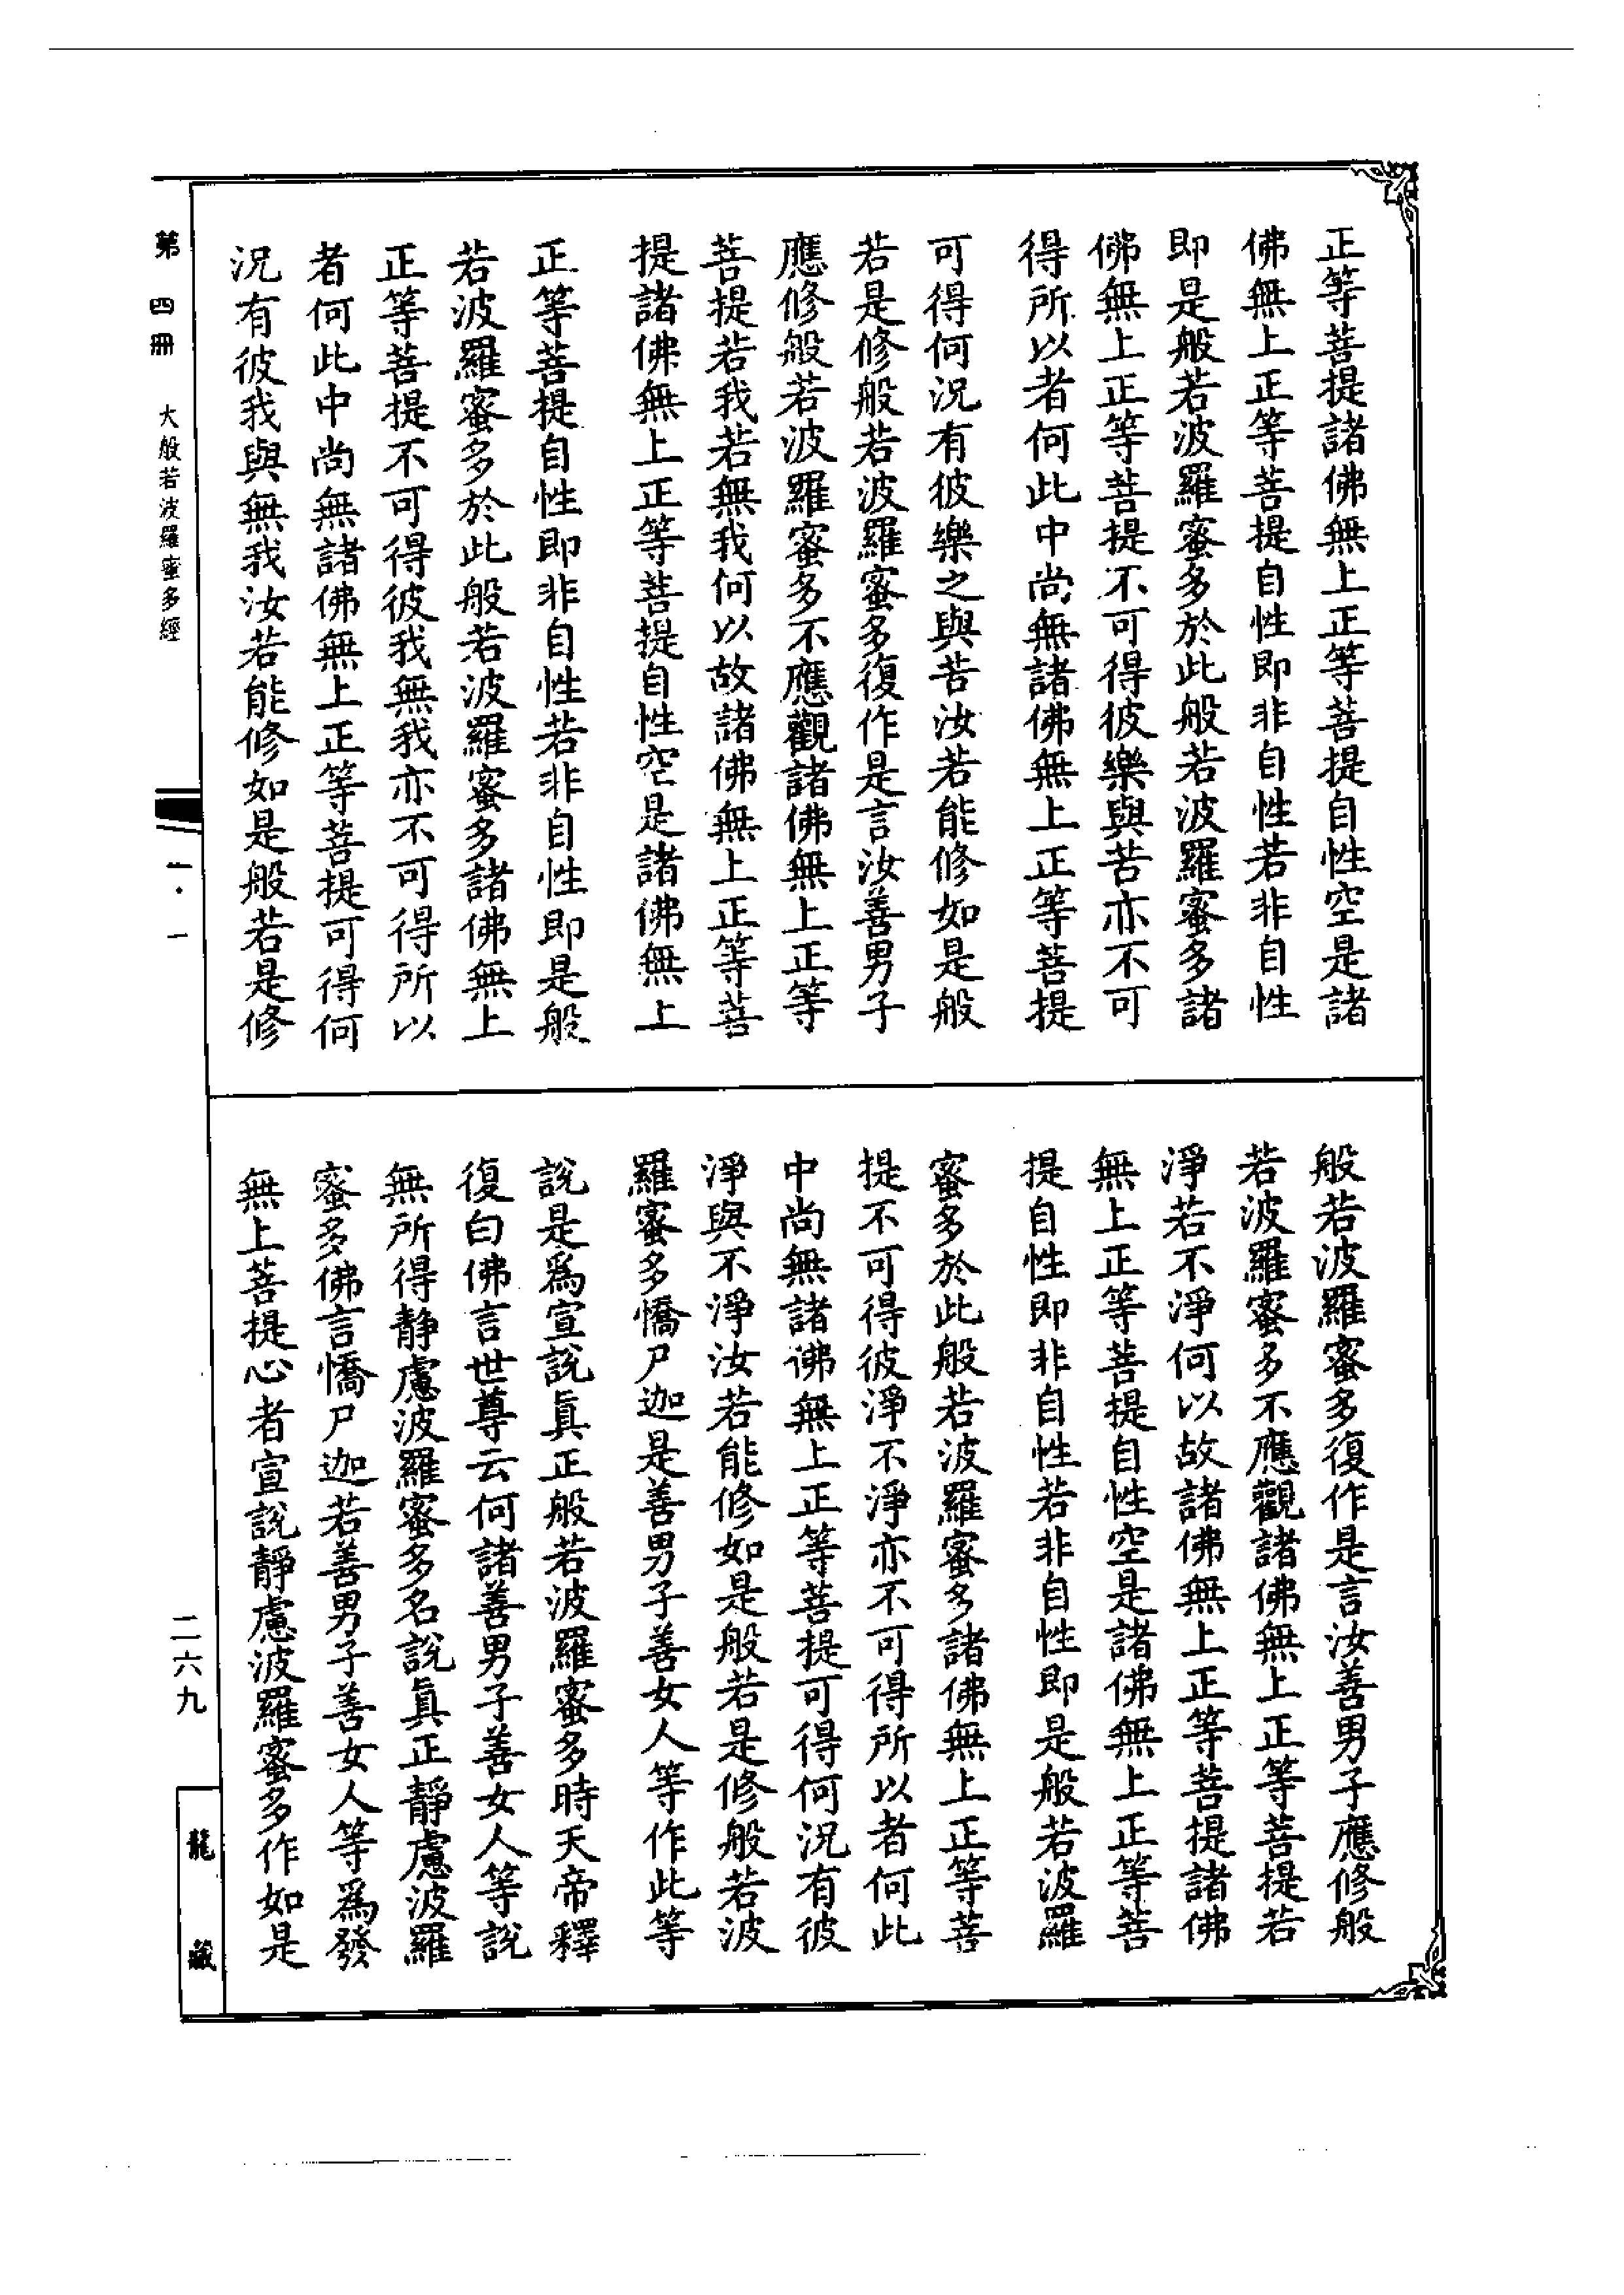 正等菩提諸佛無上正等菩提自性空是諸
佛無上正等菩提自性即非自性若非自性
即是般若波羅蜜多於此般若波羅蜜多諸
佛無上正等菩提不可得彼樂與苦亦不可
得所以者何此中尚無諸佛無上正等菩提
可得何況有彼樂之與苦汝若能修如是般
若是修般若波羅蜜多復作是言汝善男子
應修般若波羅蜜多不應觀諸佛無上正等
菩提若我若無我何以故諸佛無上正等菩
提諸佛無上正等菩提自性空是諸佛無上
正等菩提自性即非自性若非自性即是般
若波羅蜜多於此般若波羅蜜多諸佛無上
正等菩提不可得彼我無我亦不可得所以
者何此中尚無諸佛無上正等菩提可得何
況有彼我與無我汝若能修如是般若是修
般若波羅蜜多復作是言汝善男子應修般
若波羅蜜多不應觀諸佛無上正等菩提若
淨若不淨何以故諸佛無上正等菩提諸佛
無上正等菩提自性空是諸佛無上正等菩
提自性即非自性若非自性即是般若波羅
蜜多於此般若波羅蜜多諸佛無上正等菩
提不可得彼淨不淨亦不可得所以者何此
中尚無諸佛無上正等菩提可得何況有彼
淨與不淨汝若能修如是般若是修般若波
羅蜜多憍尸迦是善男子善女人等作此等
說是爲宣說眞正般若波羅蜜多時天帝釋
復白佛言世尊云何諸善男子善女人等說
無所得靜慮波羅蜜多名說眞正靜慮波羅
蜜多佛言憍尸迦若善男子善女人等爲發
無上菩提心者宣說靜慮波羅蜜多作如是
第四冊 大般若波羅蜜多經
一·一
二六九
龍藏